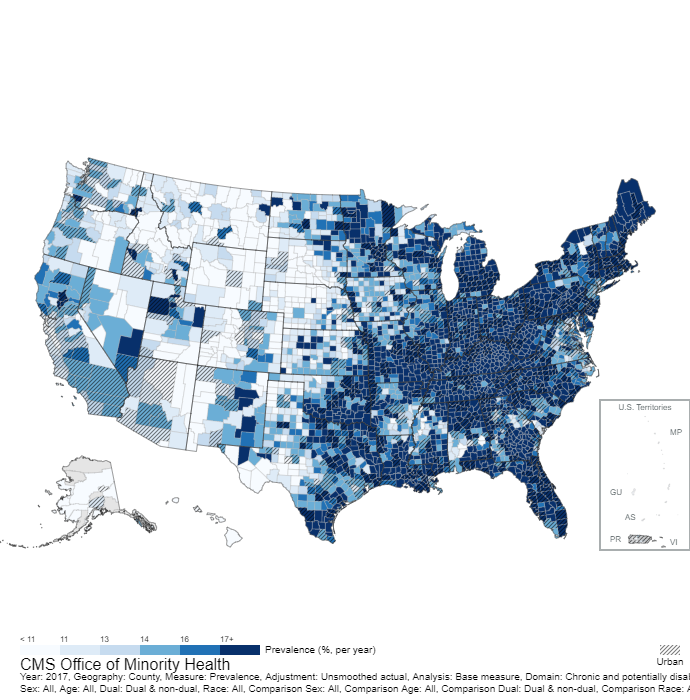 U.S. Territories
MP
GU
AS
PR
VI
< 11 11 13 14 16 17+
Prevalence (%, per year)
Urban
CMS Office of Minority Health
Year: 2017, Geography: County, Measure: Prevalence, Adjustment: Unsmoothed actual, Analysis: Base measure, Domain: Chronic and potentially disal
Sex: All, Age: All, Dual: Dual & non-dual, Race: All, Comparison Sex: All, Comparison Age: All, Comparison Dual: Dual & non-dual, Comparison Race: